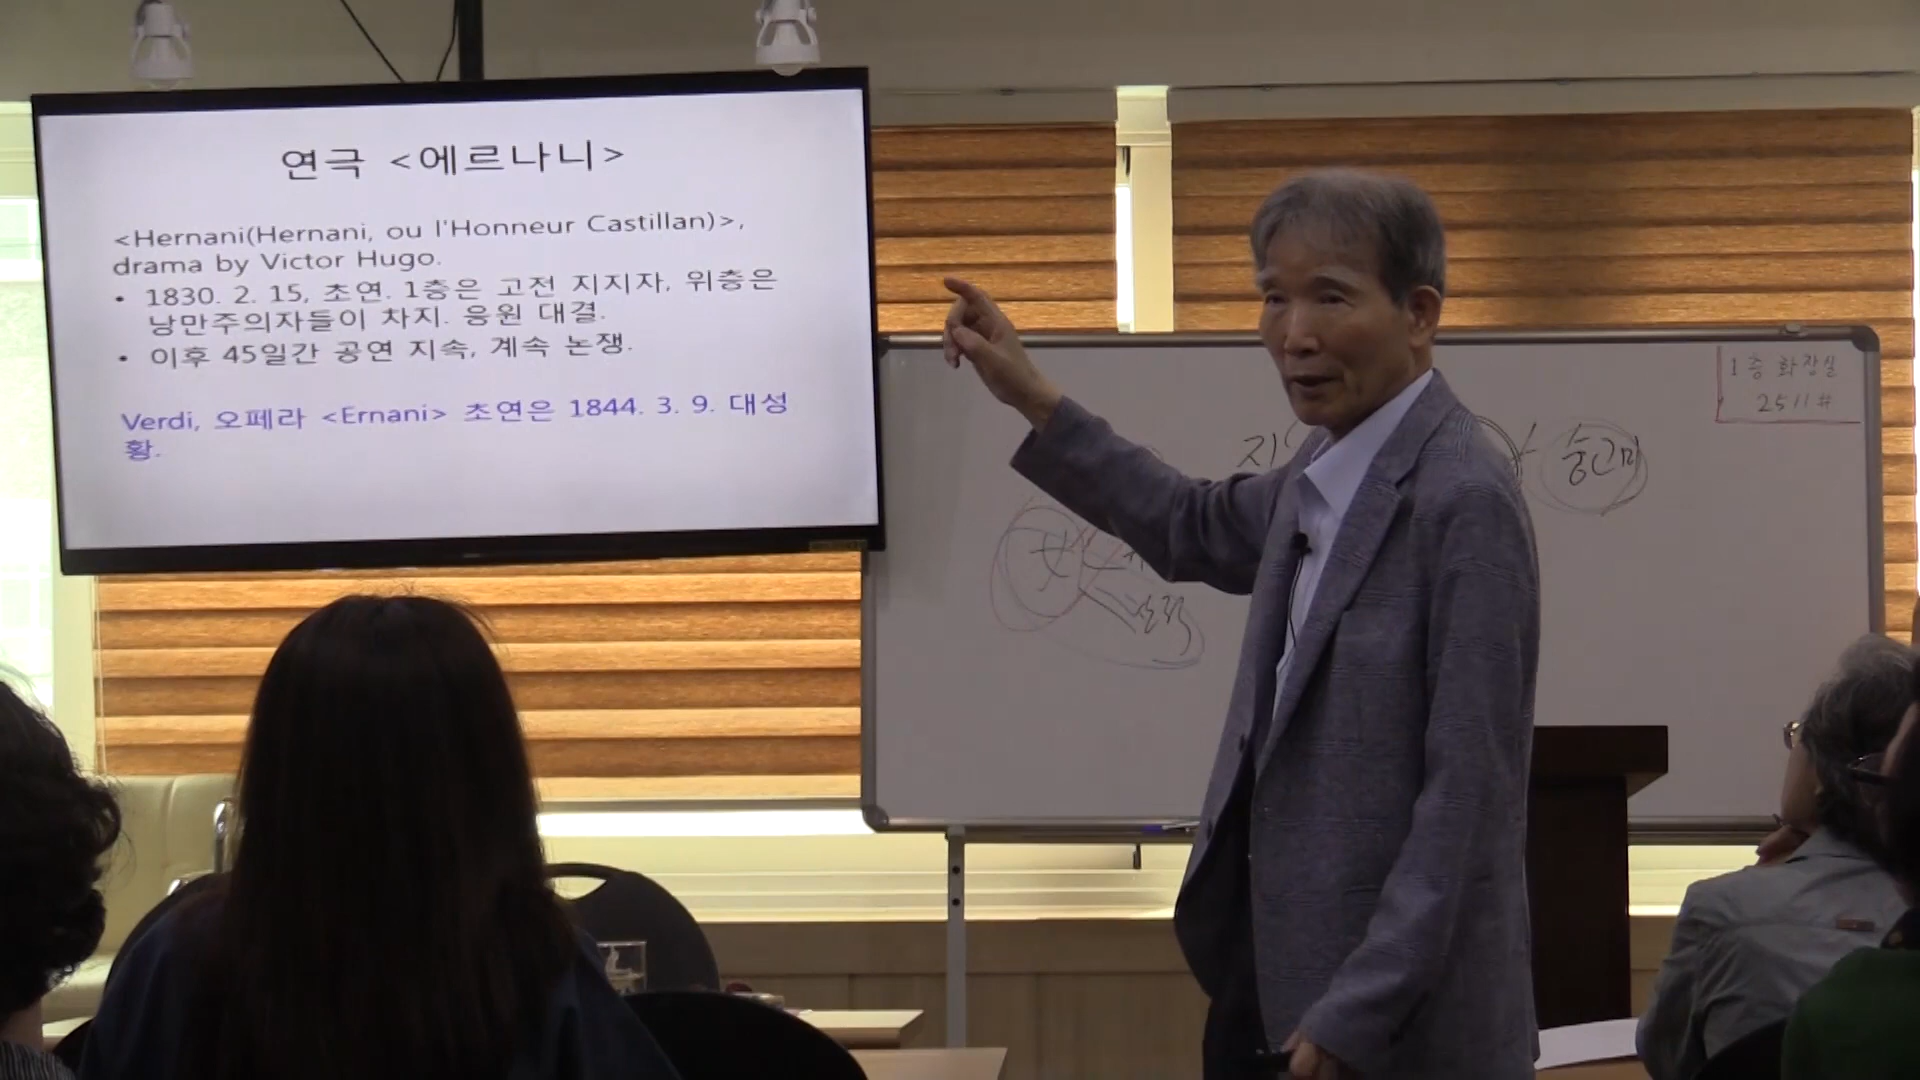 연극 <에르나니>
<Hernani(Hernani, ou l'Honneur Castillan)>,
drama by Victor Hugo.
• 1830. 2. 15, 초연. 1층은 고전 지지자, 위층은
낭만주의자들이 차지. 응원 대결.
• 이후 45일간 공연 지속, 계속 논쟁.
Verdi, 오페라 <Ernani> 초연은 1844. 3. 9. 대성
황.
1층 화장실
2511#
지
숭고미